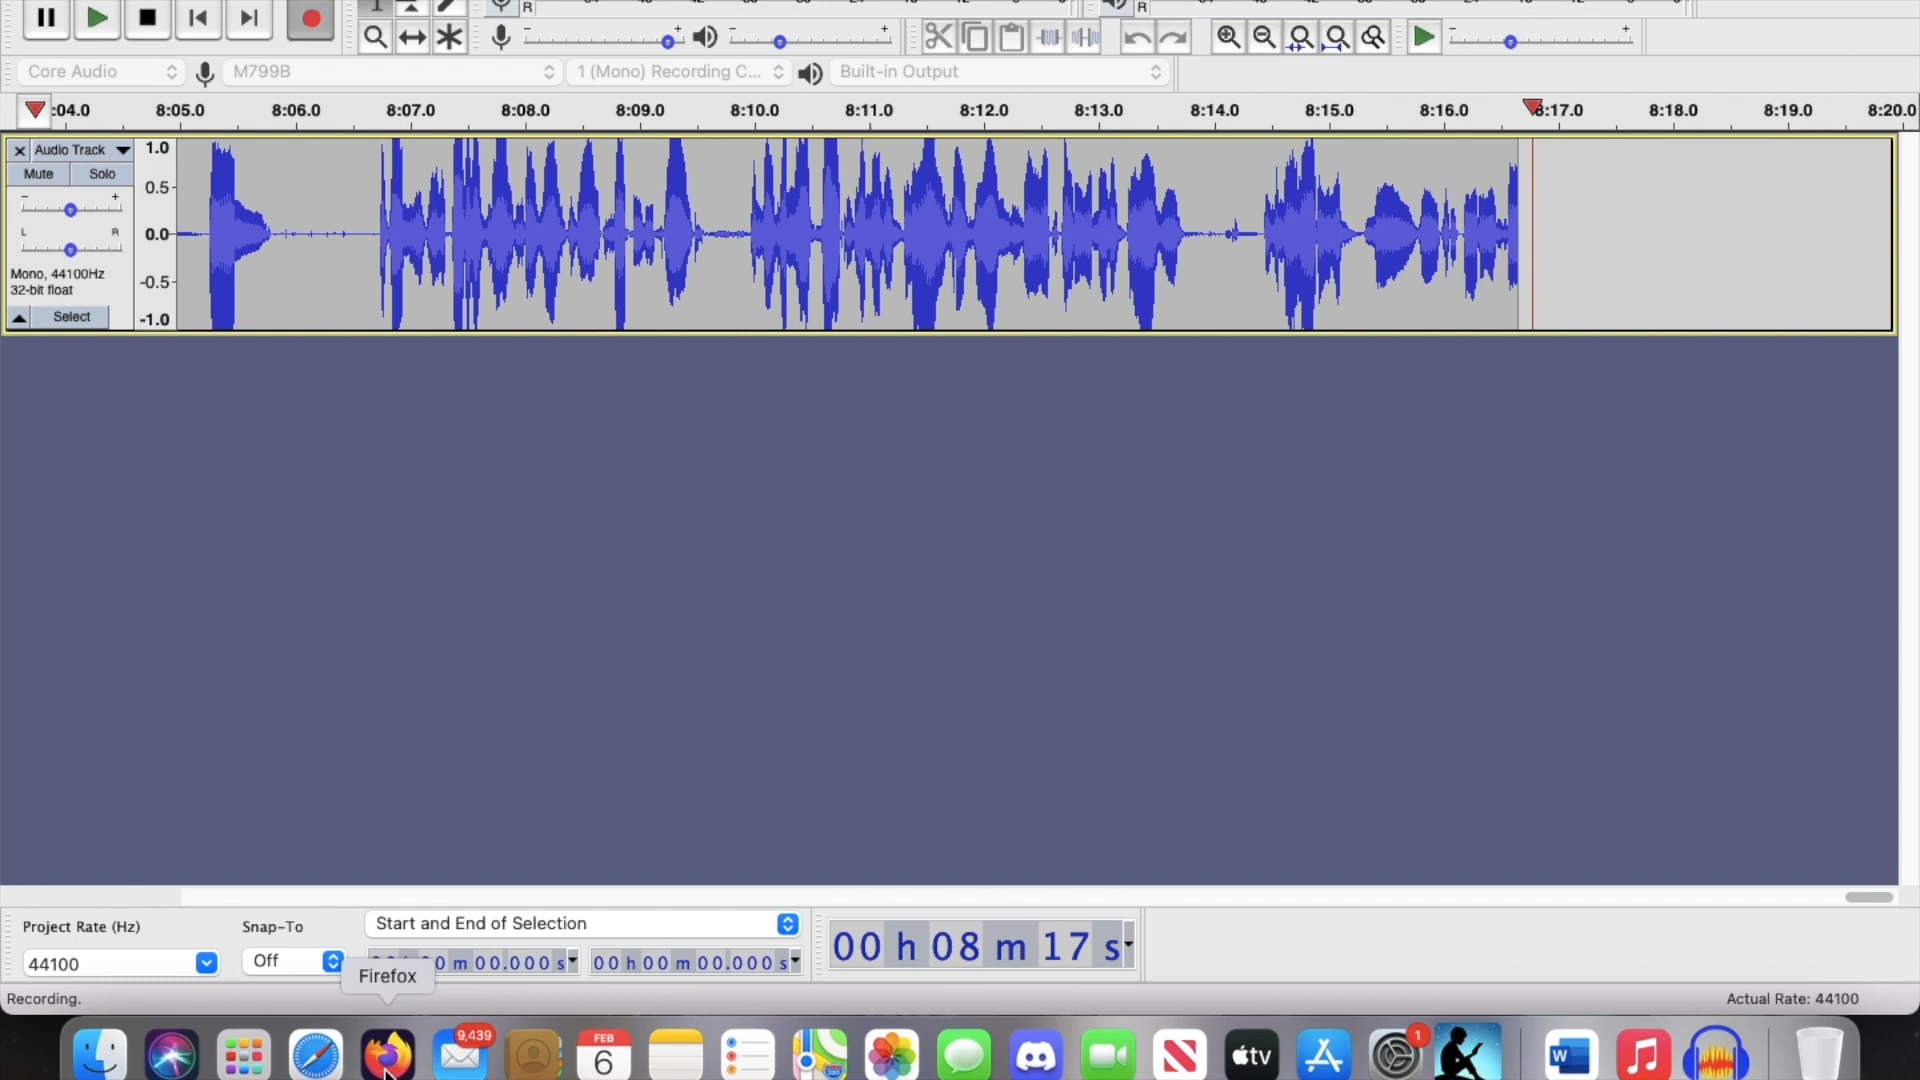 R
R
Core Audio M799B 1 (Mono) Recording C... Built-in Output
:04.0 8:05.0 8:06.0 8:07.0 8:08.0 8:09.0 8:10.0 8:11.0 8:12.0 8:13.0 8:14.0 8:15.0 8:16.0 8:17.0 8:18.0 8:19.0 8:20.0
Audio Track
Mute Solo
L R
Mono, 44100Hz
32-bit float
Select
1.0
0.5
0.0
-0.5
-1.0
Project Rate (Hz) Snap-To Start and End of Selection
44100 Off m 00.000 s 00 h 00 m 00.000 s
00 h 08 m 17 s
Firefox
Recording. Actual Rate: 44100
9,439
FEB
6
280
tv
1
W